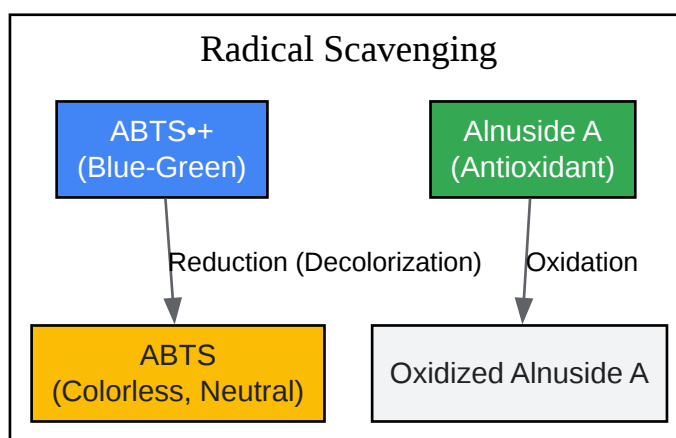 Radical Scavenging
ABTS•+
(Blue-Green)
Alnuside A
(Antioxidant)
Reduction (Decolorization)
Oxidation
ABTS
(Colorless, Neutral)
Oxidized Alnuside A